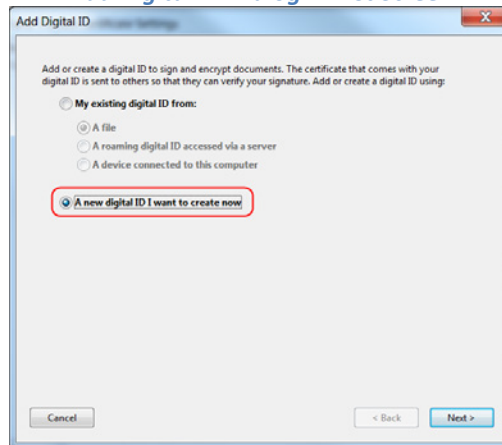 Add Digital ID
Add or create a digital ID to sign and encrypt documents. The certificate that comes with your
digital ID is sent to others so that they can verify your signature. Add or create a digital ID using:
My existing digital ID from:
A file
A roaming digital ID accessed via a server
A device connected to this computer
A new digital ID I want to create now
Cancel
< Back
Next >